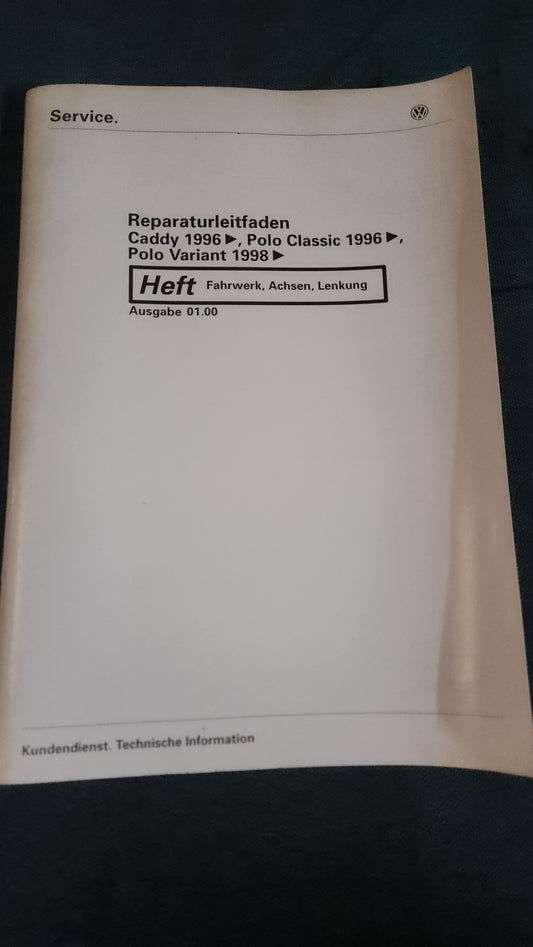 Service.
Reparaturleitfaden
Caddy 1996 ►, Polo Classic 1996 ►,
Polo Variant 1998 ►
Heft Fahrwerk, Achsen, Lenkung
Ausgabe 01.00
Kundendienst. Technische Information